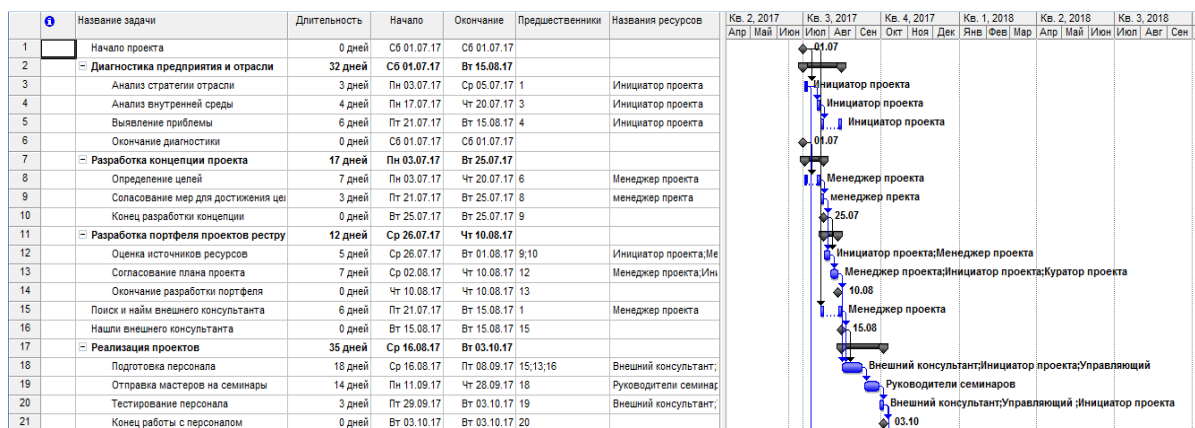 Название задачи Длительность Начало Окончание Предшественники Названия ресурсов Кв. 2, 2017 Кв. 3, 2017 Кв. 4, 2017 Кв. 1, 2018 Кв. 2, 2018 Кв. 3, 2018
Апр Май Июн Июл Авг Сен Окт Ноя Дек Янв Фев Мар Апр Май Июн Июл Авг Сен
1 Начало проекта 0 дней Сб 01.07.17 Сб 01.07.17 01.07
2 Диагностика предприятия и отрасли 32 дней Сб 01.07.17 Вт 15.08.17
3 Анализ стратегии отрасли 3 дней Пн 03.07.17 Ср 05.07.17 1 Инициатор проекта Инициатор проекта
4 Анализ внутренней среды 4 дней Пн 17.07.17 Чт 20.07.17 3 Инициатор проекта Инициатор проекта
5 Выявление проблемы 6 дней Пт 21.07.17 Вт 15.08.17 4 Инициатор проекта Инициатор проекта
6 Окончание диагностики 0 дней Сб 01.07.17 Сб 01.07.17 01.07
7 Разработка концепции проекта 17 дней Пн 03.07.17 Вт 25.07.17
8 Определение целей 7 дней Пн 03.07.17 Чт 20.07.17 6 Менеджер проекта Менеджер проекта
9 Соласование мер для достижения це 3 дней Пт 21.07.17 Вт 25.07.17 8 менеджер пректа менеджер пректа
10 Конец разработки концепции 0 дней Вт 25.07.17 Вт 25.07.17 9 25.07
11 Разработка портфеля проектов рестру 12 дней Ср 26.07.17 Чт 10.08.17
12 Оценка источников ресурсов 5 дней Ср 26.07.17 Вт 01.08.17 9;10 Инициатор проекта;Ме Инициатор проекта;Менеджер проекта
13 Согласование плана проекта 7 дней Ср 02.08.17 Чт 10.08.17 12 Менеджер проекта;Ин Менеджер проекта;Инициатор проекта;Куратор проекта
14 Окончание разработки портфеля 0 дней Чт 10.08.17 Чт 10.08.17 13 10.08
15 Поиск и найм внешнего консультанта 6 дней Пт 21.07.17 Вт 15.08.17 1 Менеджер проекта Менеджер проекта
16 Нашли внешнего консультанта 0 дней Вт 15.08.17 Вт 15.08.17 15 15.08
17 Реализация проектов 35 дней Ср 16.08.17 Вт 03.10.17
18 Подготовка персонала 18 дней Ср 16.08.17 Пт 08.09.17 15;13;16 Внешний консультант; Внешний консультант;Инициатор проекта;Управляющий
19 Отправка мастеров на семинары 14 дней Пн 11.09.17 Чт 28.09.17 18 Руководители семинар Руководители семинаров
20 Тестирование персонала 3 дней Пт 29.09.17 Вт 03.10.17 19 Внешний консультант; Внешний консультант;Управляющий ;Инициатор проекта
21 Конец работы с персоналом 0 дней Вт 03.10.17 Вт 03.10.17 20 03.10